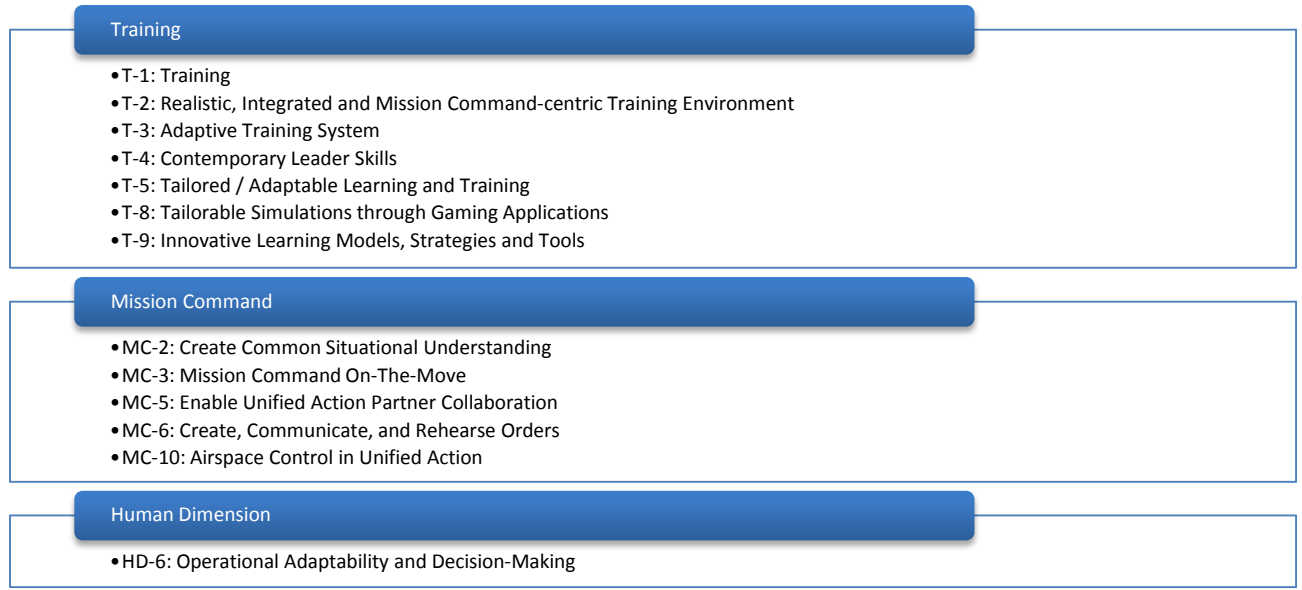 Training
•T-1: Training
•T-2: Realistic, Integrated and Mission Command-centric Training Environment
•T-3: Adaptive Training System
•T-4: Contemporary Leader Skills
•T-5: Tailored / Adaptable Learning and Training
•T-8: Tailorable Simulations through Gaming Applications
•T-9: Innovative Learning Models, Strategies and Tools
Mission Command
•MC-2: Create Common Situational Understanding
•MC-3: Mission Command On-The-Move
•MC-5: Enable Unified Action Partner Collaboration
•MC-6: Create, Communicate, and Rehearse Orders
•MC-10: Airspace Control in Unified Action
Human Dimension
•HD-6: Operational Adaptability and Decision-Making